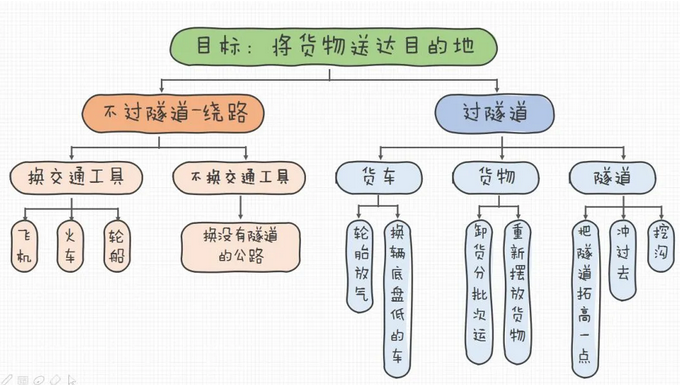 目标：将货物送达目的地
不过隧道-绕路
过隧道
换交通工具
不换交通工具
货车
货物
隧道
飞机
火车
轮船
换没有隧道
的公路
轮胎放气
换辆底盘低的车
卸货分批次运
重新摆放货物
把隧道拓高一点
冲过去
挖沟